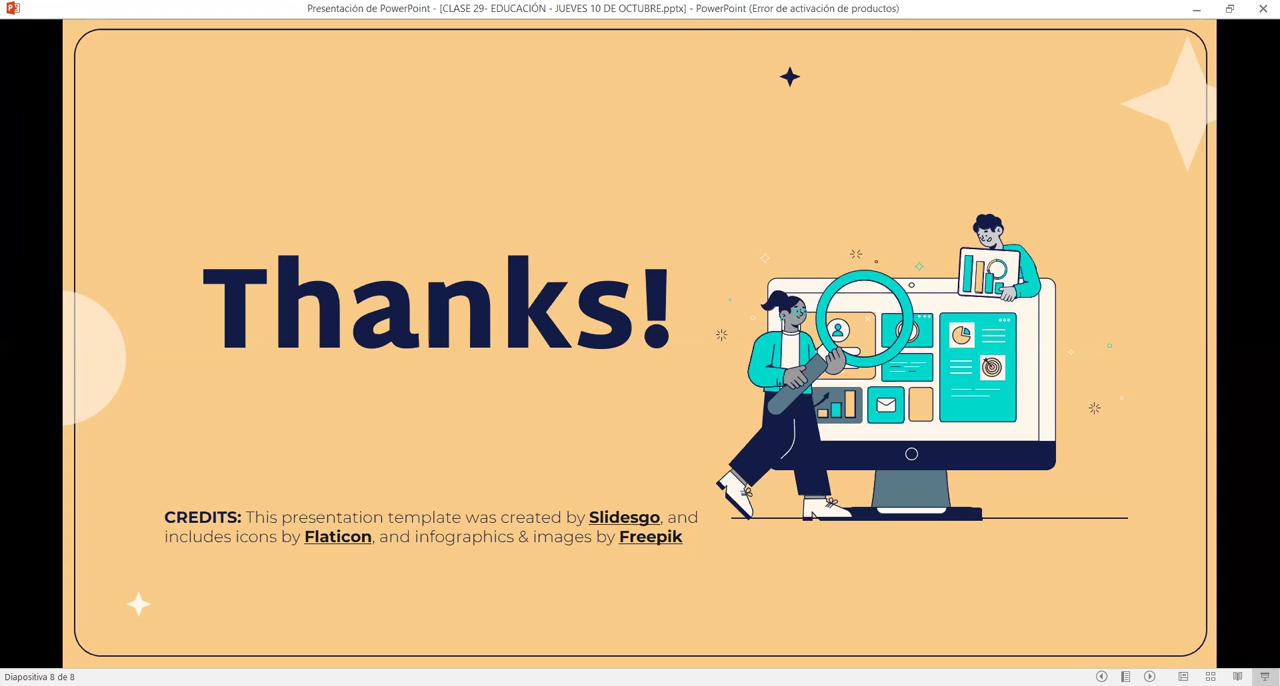 Presentación de PowerPoint - [CLASE 29- EDUCACIÓN - JUEVES 10 DE OCTUBRE.pptx] - PowerPoint (Error de activación de productos)
Thanks!
CREDITS: This presentation template was created by Slidesgo, and
includes icons by Flaticon, and infographics & images by Freepik
Diapositiva 8 de 8